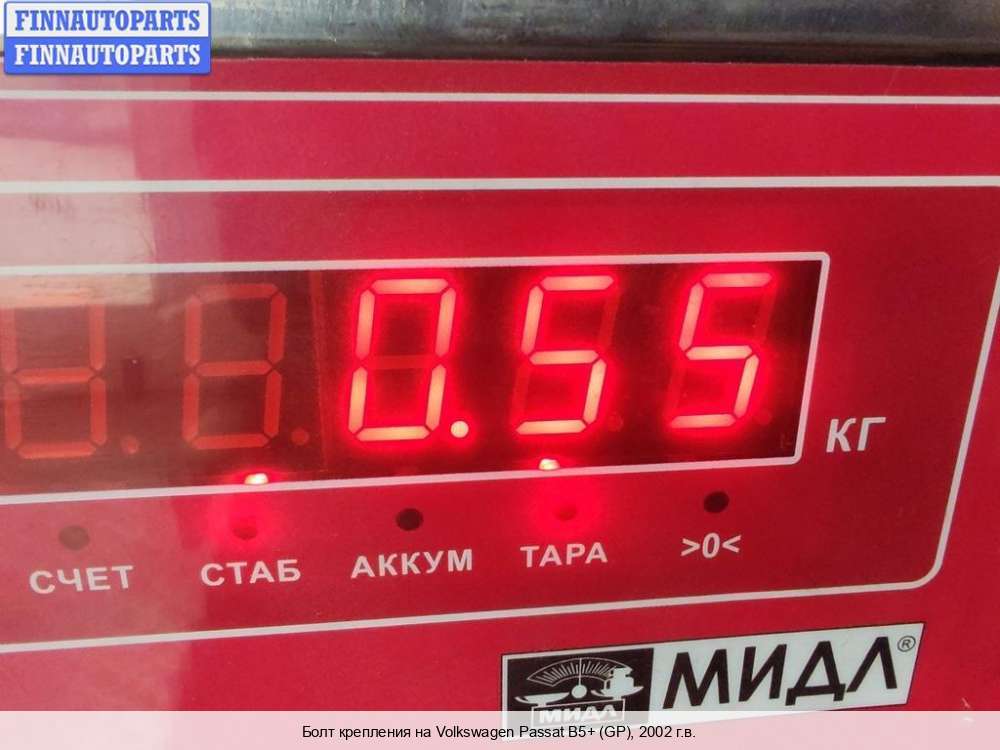 FINNAUTOPARTS
FINNAUTOPARTS
0.55
КГ
СЧЕТ СТАБ АККУМ ТАРА >0<
МИДЛ МИДЛ®
Болт крепления на Volkswagen Passat B5+ (GP), 2002 г.в.